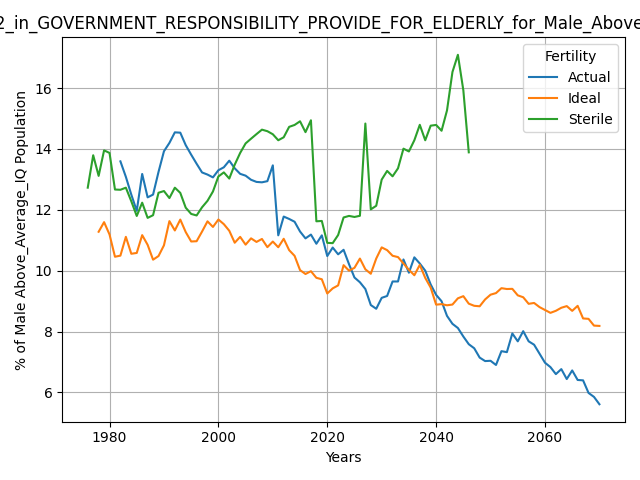 2_in_GOVERNMENT_RESPONSIBILITY_PROVIDE_FOR_ELDERLY_for_Male_Above
% of Male Above_Average_IQ Population
16
14
12
10
8
6
Fertility
Actual
Ideal
Sterile
1980
2000
2020
2040
2060
Years